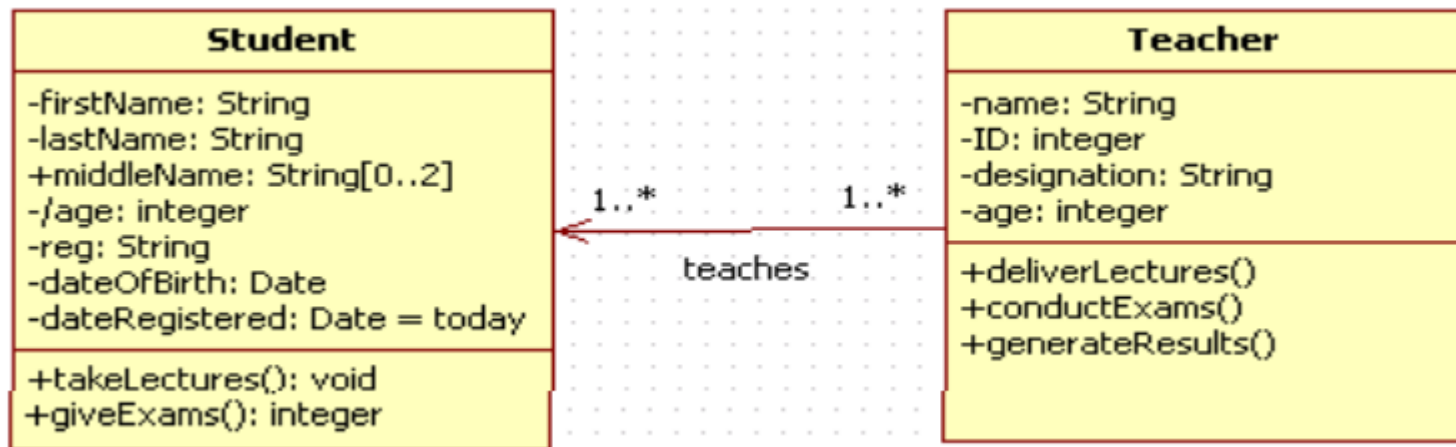 Student
-firstName: String
-lastName: String
+middleName: String[0..2]
-/age: integer
-reg: String
-dateOfBirth: Date
-dateRegistered: Date = today
+takeLectures(): void
+giveExams(): integer
1..*
1..*
teaches
Teacher
-name: String
-ID: integer
-designation: String
-age: integer
+deliverLectures()
+conductExams()
+generateResults()